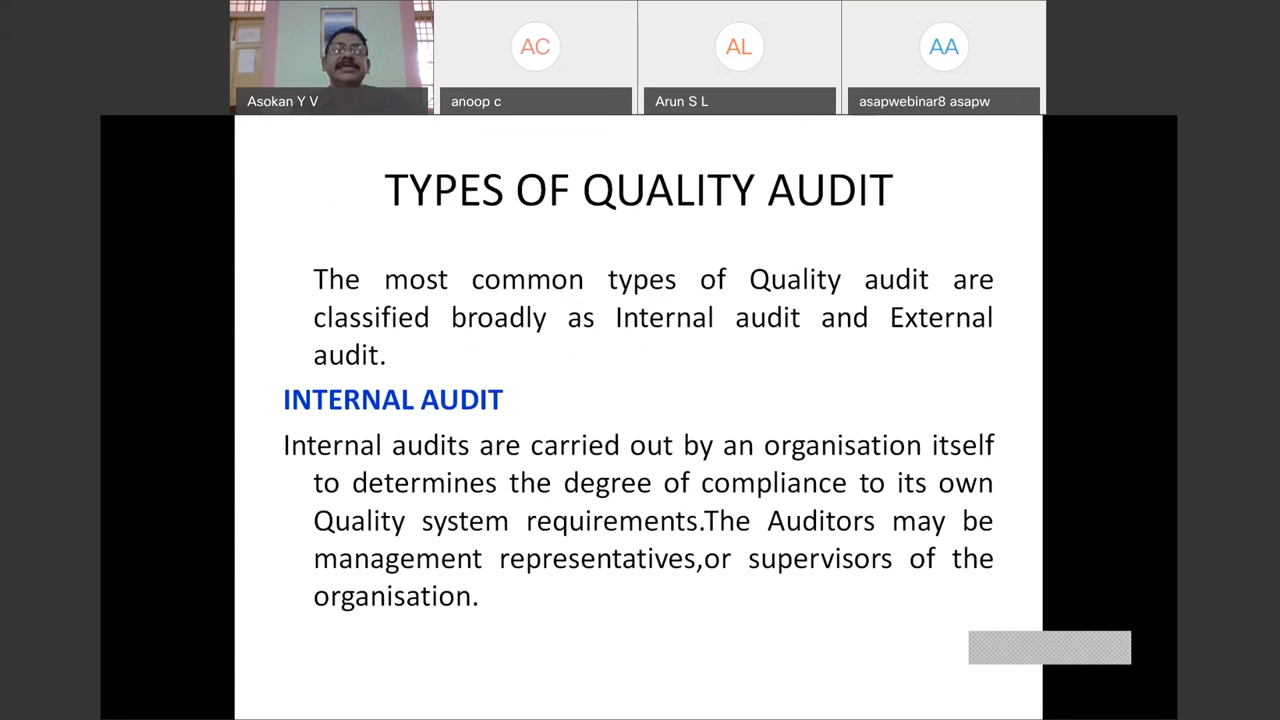 AC
AL
AA
Asokan Y V
anoop c
Arun S L
asapwebinar8 asapw
TYPES OF QUALITY AUDIT
The most common types of Quality audit are
classified broadly as Internal audit and External
audit.
INTERNAL AUDIT
Internal audits are carried out by an organisation itself
to determines the degree of compliance to its own
Quality system requirements.The Auditors may be
management representatives,or supervisors of the
organisation.